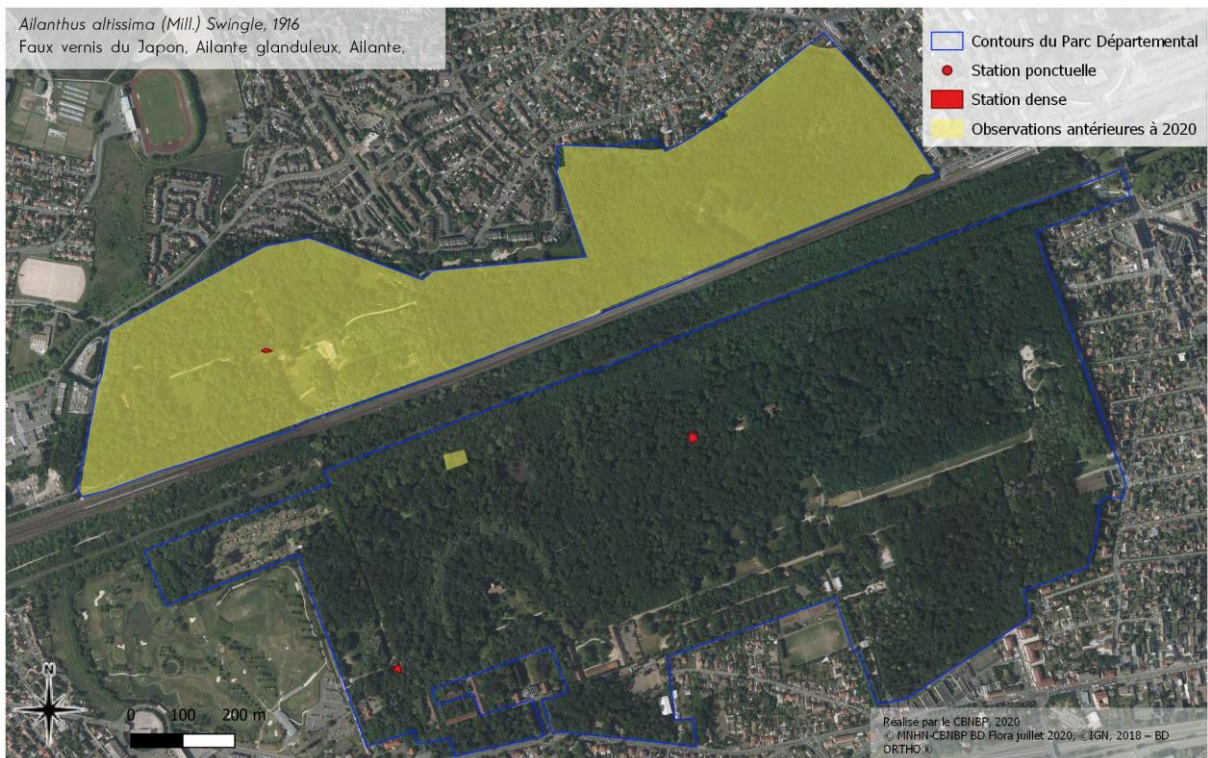 Ailanthus altissima (Mill.) Swingle, 1916
Faux vernis du Japon, Ailante glanduleux, Ailante,
Contours du Parc Départemental
Station ponctuelle
Station dense
Observations antérieures à 2020
N
0 100 200 m
Réalisé par le CBNBP, 2020
© MNHN-CBNBP BD Flora juillet 2020, ©IGN, 2018 – BD
ORTHO ®